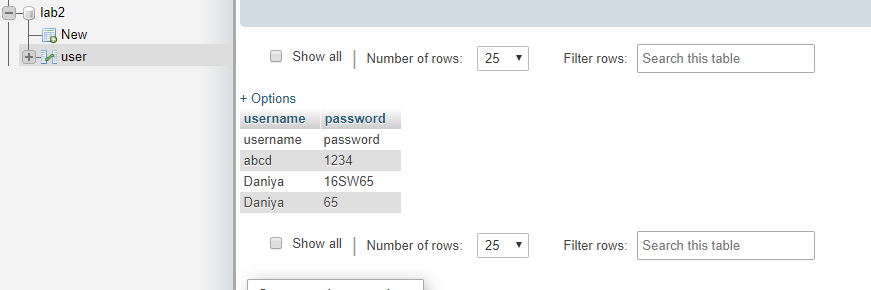 lab2
New
user
Show all Number of rows: 25 Filter rows: Search this table
+ Options
username password
username password
abcd 1234
Daniya 16SW65
Daniya 65
Show all Number of rows: 25 Filter rows: Search this table